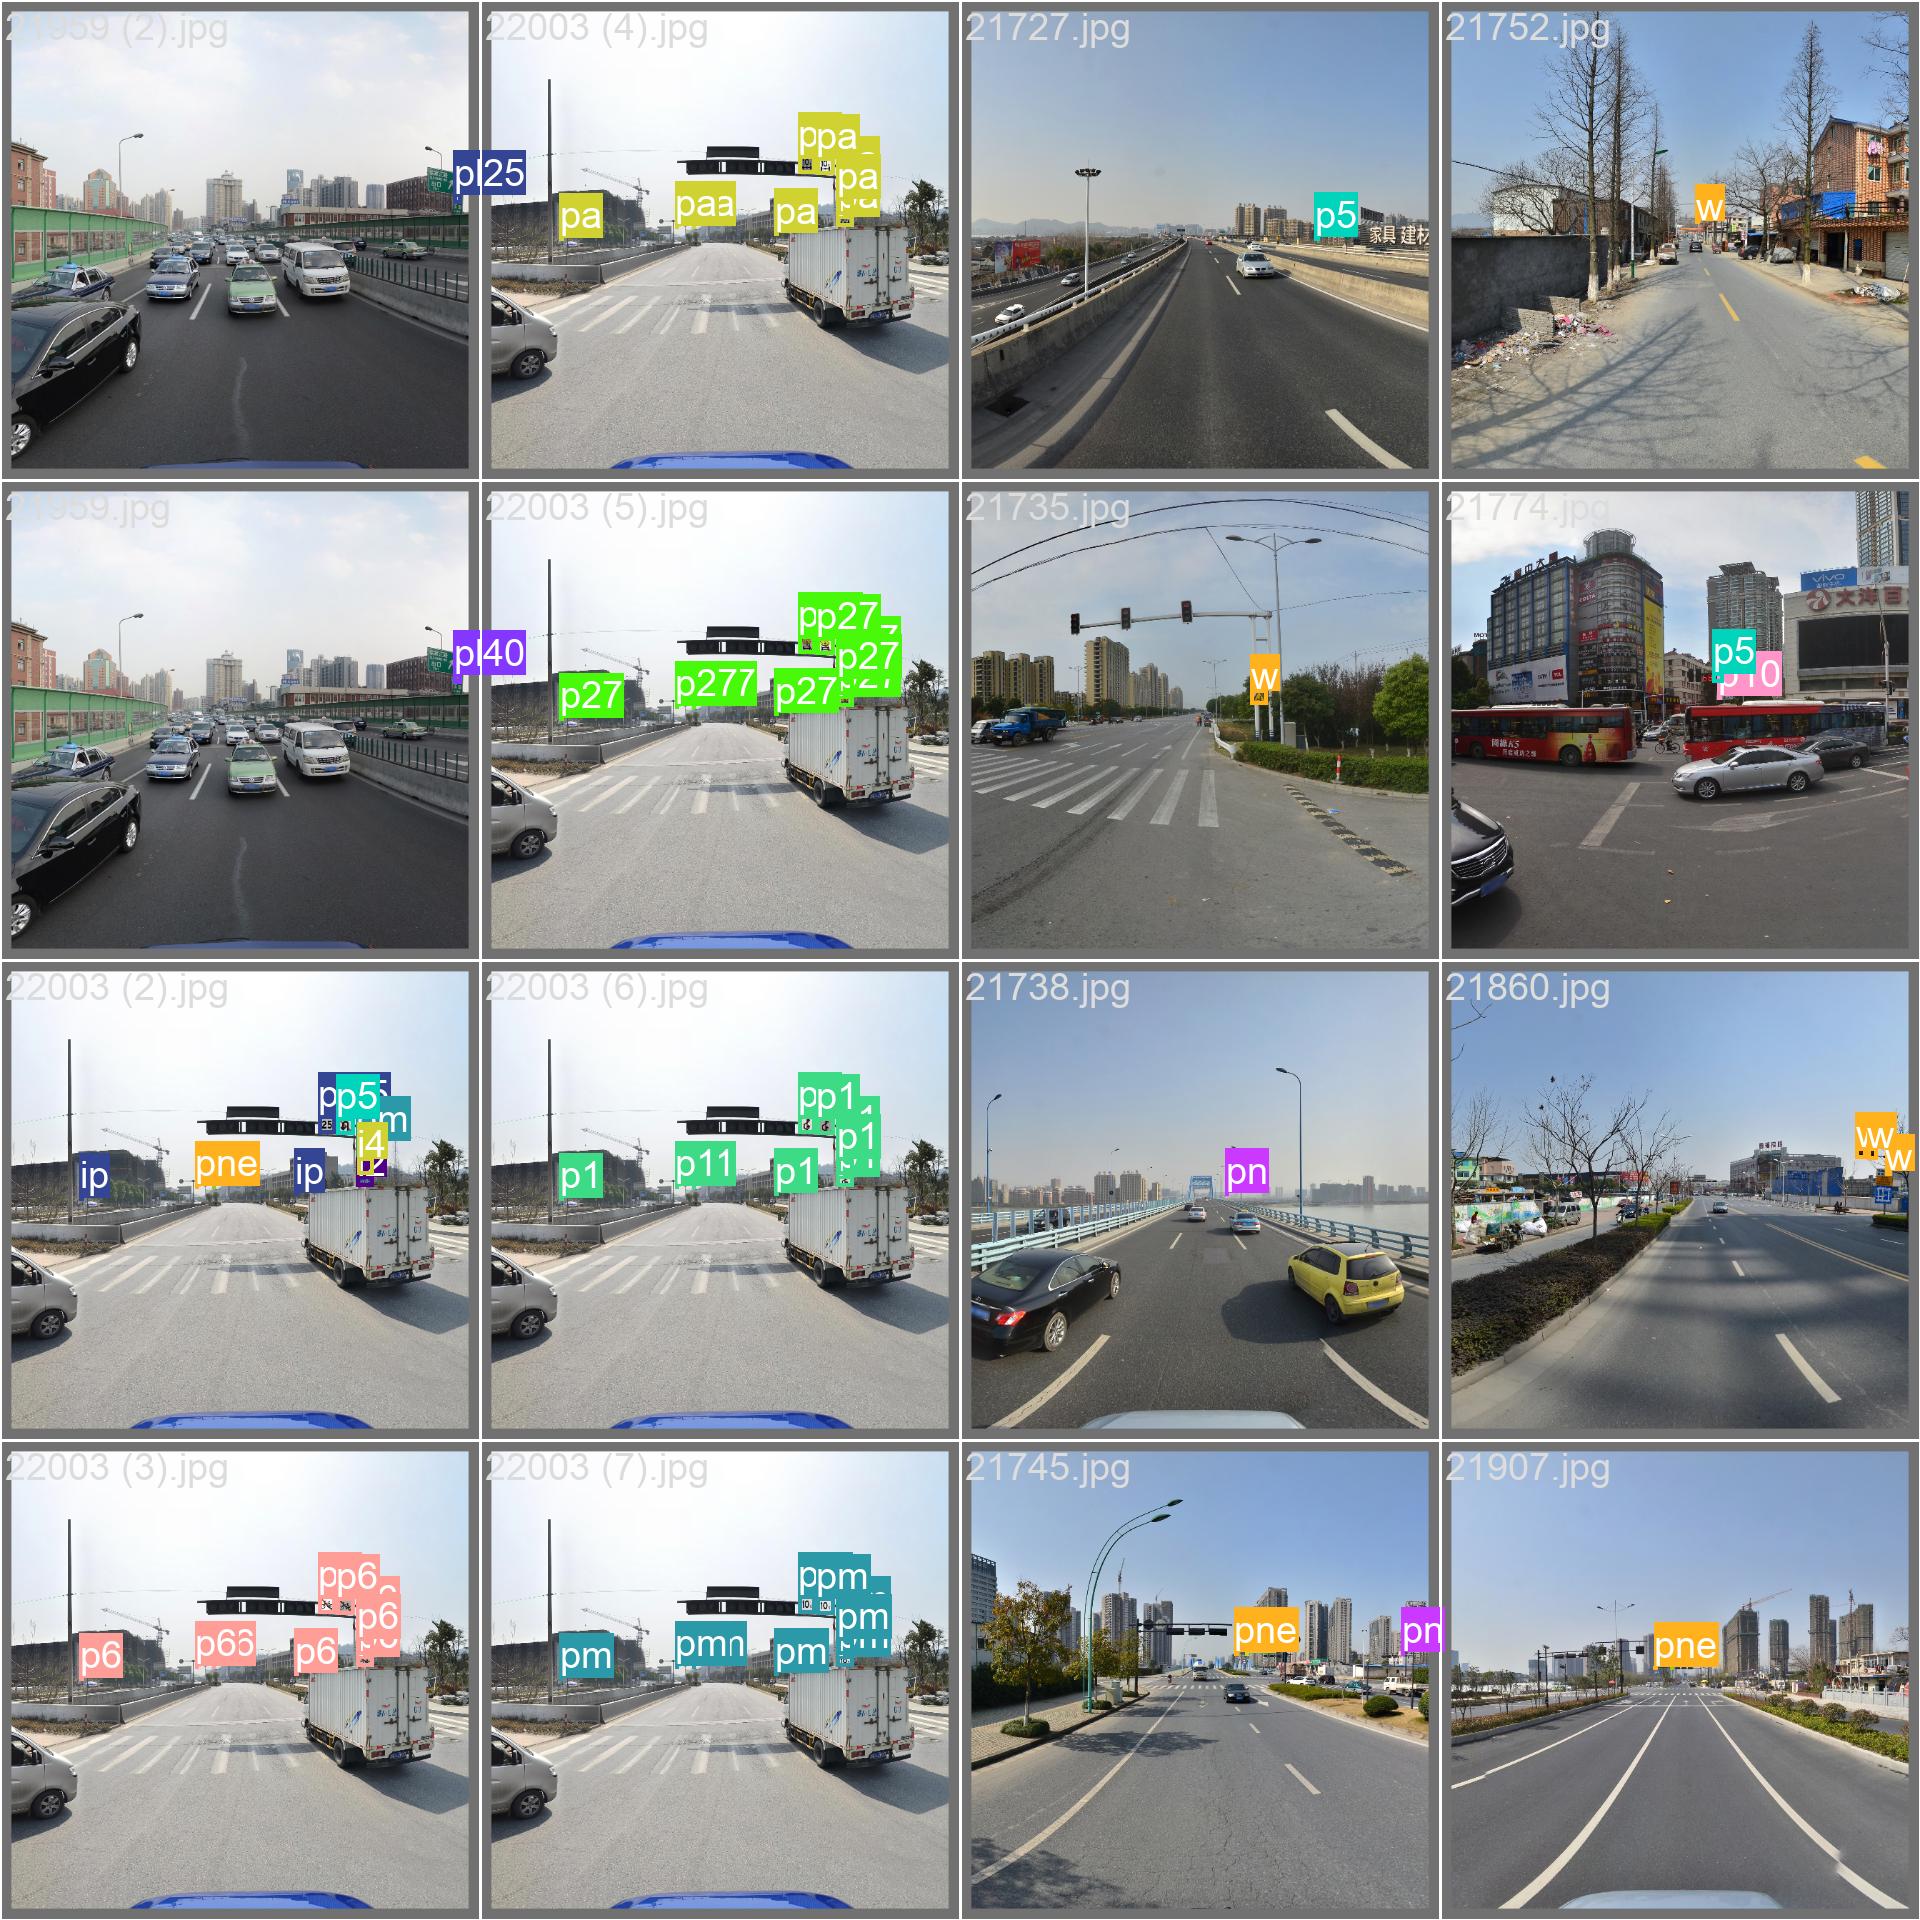 21959 (2).jpg
pl25
22003 (4).jpg
ppa
pa
pa
paa
pa
21727.jpg
p5
家具 建材
21752.jpg
w
21959.jpg
pl40
22003 (5).jpg
pp27
p27
p27
p277
p27
21735.jpg
w
21774.jpg
vivo
p5
p10
22003 (2).jpg
p5
m
i4
ip
pne
ip
22003 (6).jpg
pp1
p1
p1
p11
p1
21738.jpg
pn
21860.jpg
w
w
22003 (3).jpg
pp6
p6
p6
p66
p6
22003 (7).jpg
ppm
pm
pm
pmn
pm
21745.jpg
pne
pn
21907.jpg
pne